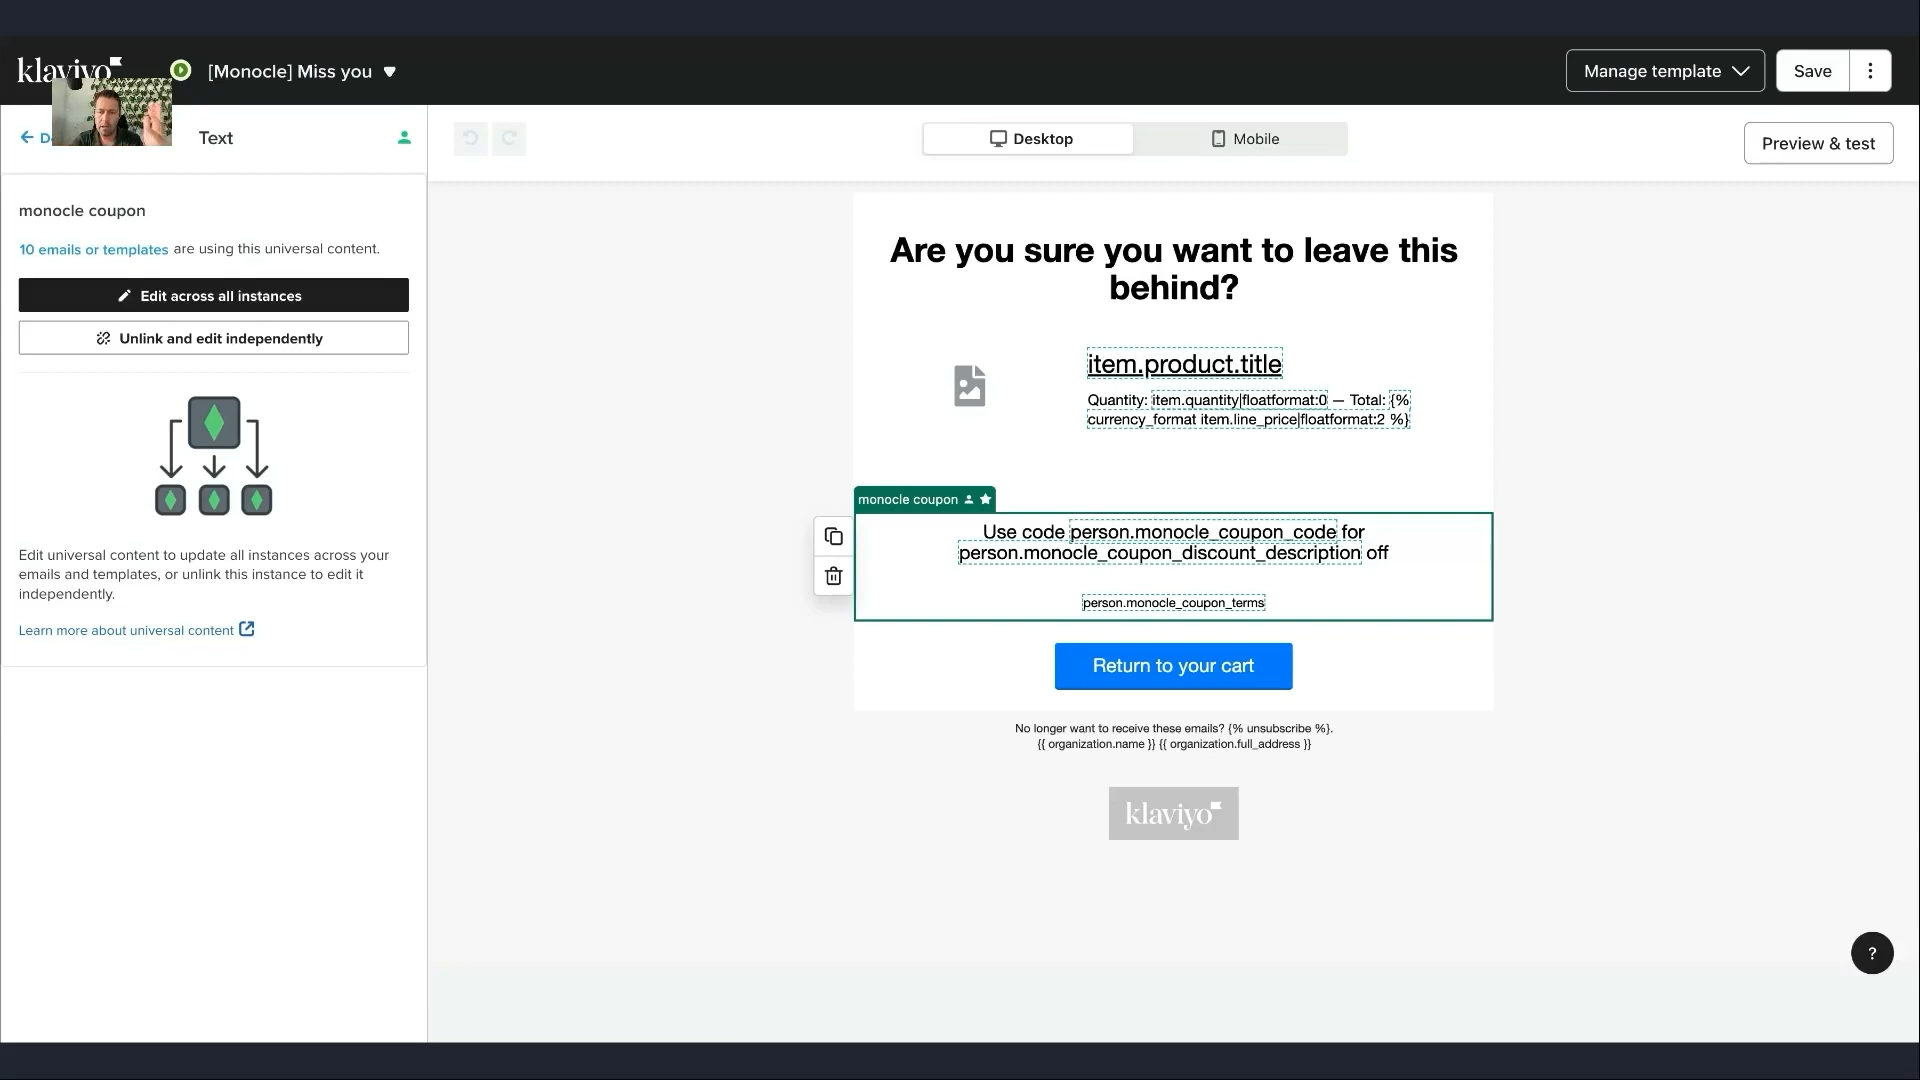 klaviyo
[Monocle] Miss you
Manage template
Save
Text
Desktop
Mobile
Preview & test
monocle coupon
10 emails or templates are using this universal content.
Edit across all instances
Unlink and edit independently
Edit universal content to update all instances across your
emails and templates, or unlink this instance to edit it
independently.
Learn more about universal content
Are you sure you want to leave this
behind?
item.product.title
Quantity: item.quantity|floatformat:0 — Total: {%
currency_format item.line_price|floatformat:2 %}
monocle coupon
Use code person.monocle_coupon_code for
person.monocle_coupon_discount_description off
person.monocle_coupon_terms
Return to your cart
No longer want to receive these emails? {% unsubscribe %}.
{{ organization.name }} {{ organization.full_address }}
klaviyo
?